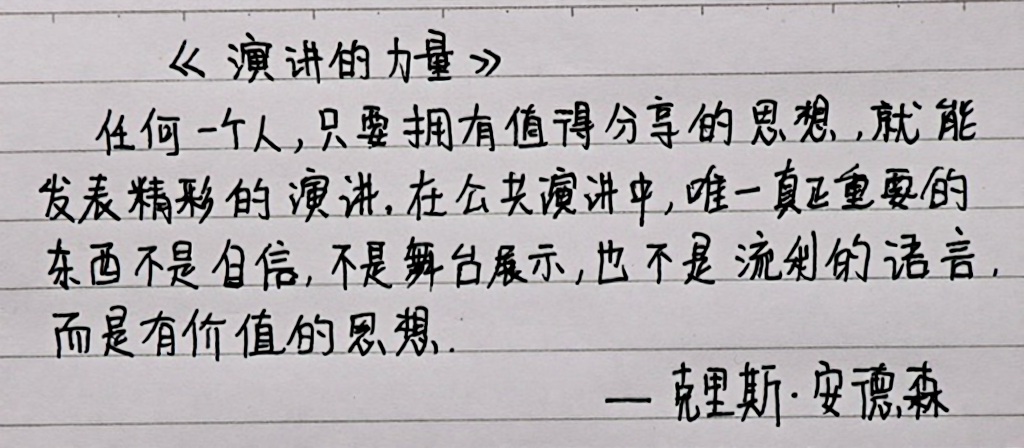 《演讲的力量》
任何一个人,只要拥有值得分享的思想,就能
发表精彩的演讲.在公共演讲中,唯一真正重要的
东西不是自信,不是舞台展示,也不是流利的语言,
而是有价值的思想.
—克里斯·安德森